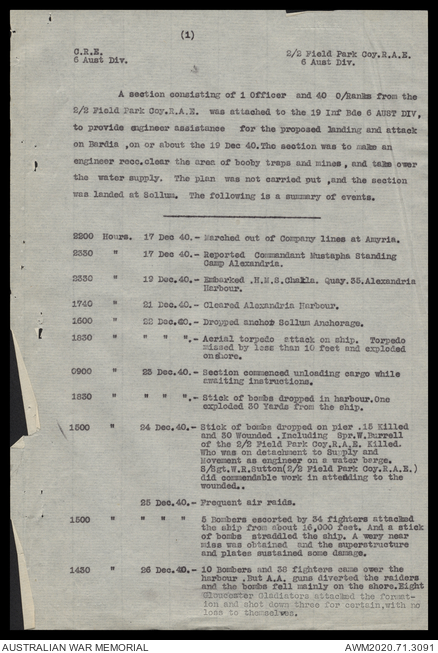 (1)
C.R.E. 2/2 Field Park Coy.R.A.E.
6 Aust Div. 6 Aust Div.
A section consisting of 1 Officer and 40 O/Ranks from the
2/2 Field Park Coy.R.A.E. was attached to the 19 Inf Bde 6 AUST DIV,
to provide engineer assistance for the proposed landing and attack
on Bardia ,on or about the 19 Dec 40.The section was to make an
engineer recc.clear the area of booby traps and mines , and take over
the water supply. The plan was not carried out ,and the section
was landed at Sollum. The following is a summary of events.
2200 Hours. 17 Dec 40.- Marched out of Company lines at Amyria.
2330 " 17 Dec 40.- Reported Commandant Mustapha Standing
Camp Alexandria.
2330 " 19 Dec 40.- Embarked .H.M.S.Chakla. Quay.35.Alexandria
Harbour.
1740 " 21 Dec 40.- Cleared Alexandria Harbour.
1600 " 22 Dec.40.- Dropped anchor Sollum Anchorage.
1830 " " " ".- Aerial torpedo attack on ship. Torpedo
missed by less than 10 feet and exploded
onshore.
0900 " 23 Dec.40.- Section commenced unloading cargo while
awaiting instructions.
1830 " " " ".- Stick of bombs dropped in harbour.One
exploded 30 Yards from the ship.
1500 " 24 Dec 40.- Stick of bombs dropped on pier .15 Killed
and 30 Wounded .Including Spr.W.Burrell
of the 2/2 Field Park Coy.R.A.E. Killed.
Who was on detachment to Supply and
Movement as engineer on a water barge.
S/Sgt.W.R.Sutton(2/2 Field Park Coy.R.A.E.)
did commendable work in attending to the
wounded..
25 Dec.40.- Frequent air raids.
1500 " " " " 5 Bombers escorted by 34 fighters attacked
the ship from about 16,000 feet. And a stick
of bombs straddled the ship. A very near
miss was obtained and the superstructure
and plates sustained some damage.
1430 " 26 Dec.40.- 10 Bombers and 38 fighters came over the
harbour .But A.A. guns diverted the raiders
and the bombs fell mainly on the shore.Eight
Gloucester Gladiators attached the format-
ion and shot down three for certain,with no
loss to themselves.
AUSTRALIAN WAR MEMORIAL AWM2020.71.3091